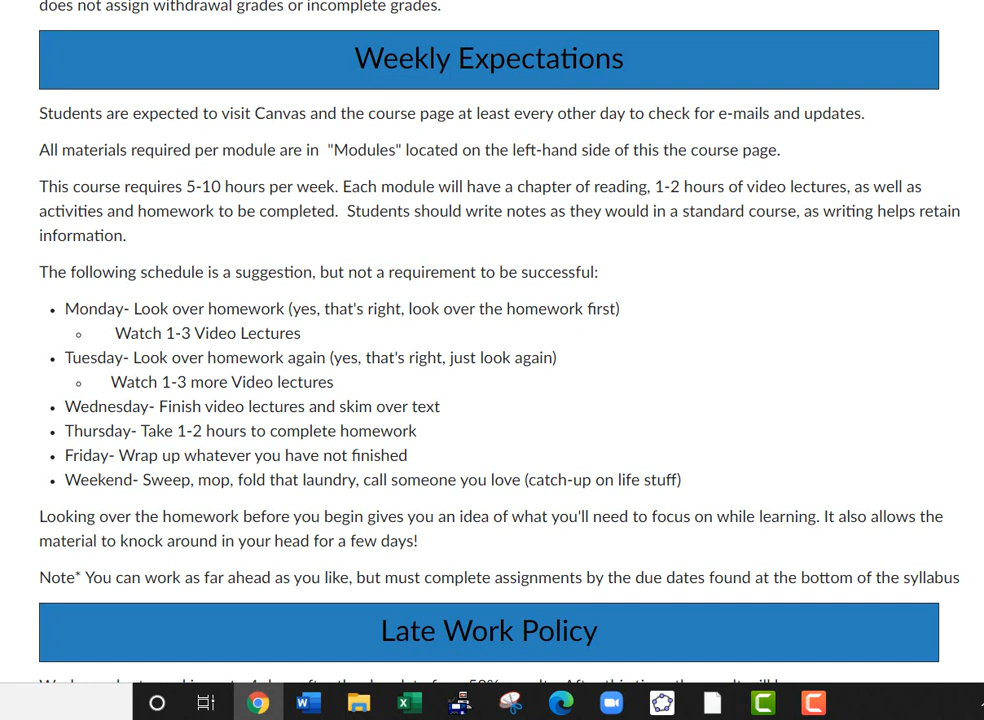 does not assign withdrawal grades or incomplete grades.
Weekly Expectations
Students are expected to visit Canvas and the course page at least every other day to check for e-mails and updates.
All materials required per module are in  "Modules" located on the left-hand side of this the course page.
This course requires 5-10 hours per week. Each module will have a chapter of reading, 1-2 hours of video lectures, as well as
activities and homework to be completed.  Students should write notes as they would in a standard course, as writing helps retain
information.
The following schedule is a suggestion, but not a requirement to be successful:
Monday- Look over homework (yes, that's right, look over the homework first)
Watch 1-3 Video Lectures
Tuesday- Look over homework again (yes, that's right, just look again)
Watch 1-3 more Video lectures
Wednesday- Finish video lectures and skim over text
Thursday- Take 1-2 hours to complete homework
Friday- Wrap up whatever you have not finished
Weekend- Sweep, mop, fold that laundry, call someone you love (catch-up on life stuff)
Looking over the homework before you begin gives you an idea of what you'll need to focus on while learning. It also allows the
material to knock around in your head for a few days!
Note* You can work as far ahead as you like, but must complete assignments by the due dates found at the bottom of the syllabus
Late Work Policy